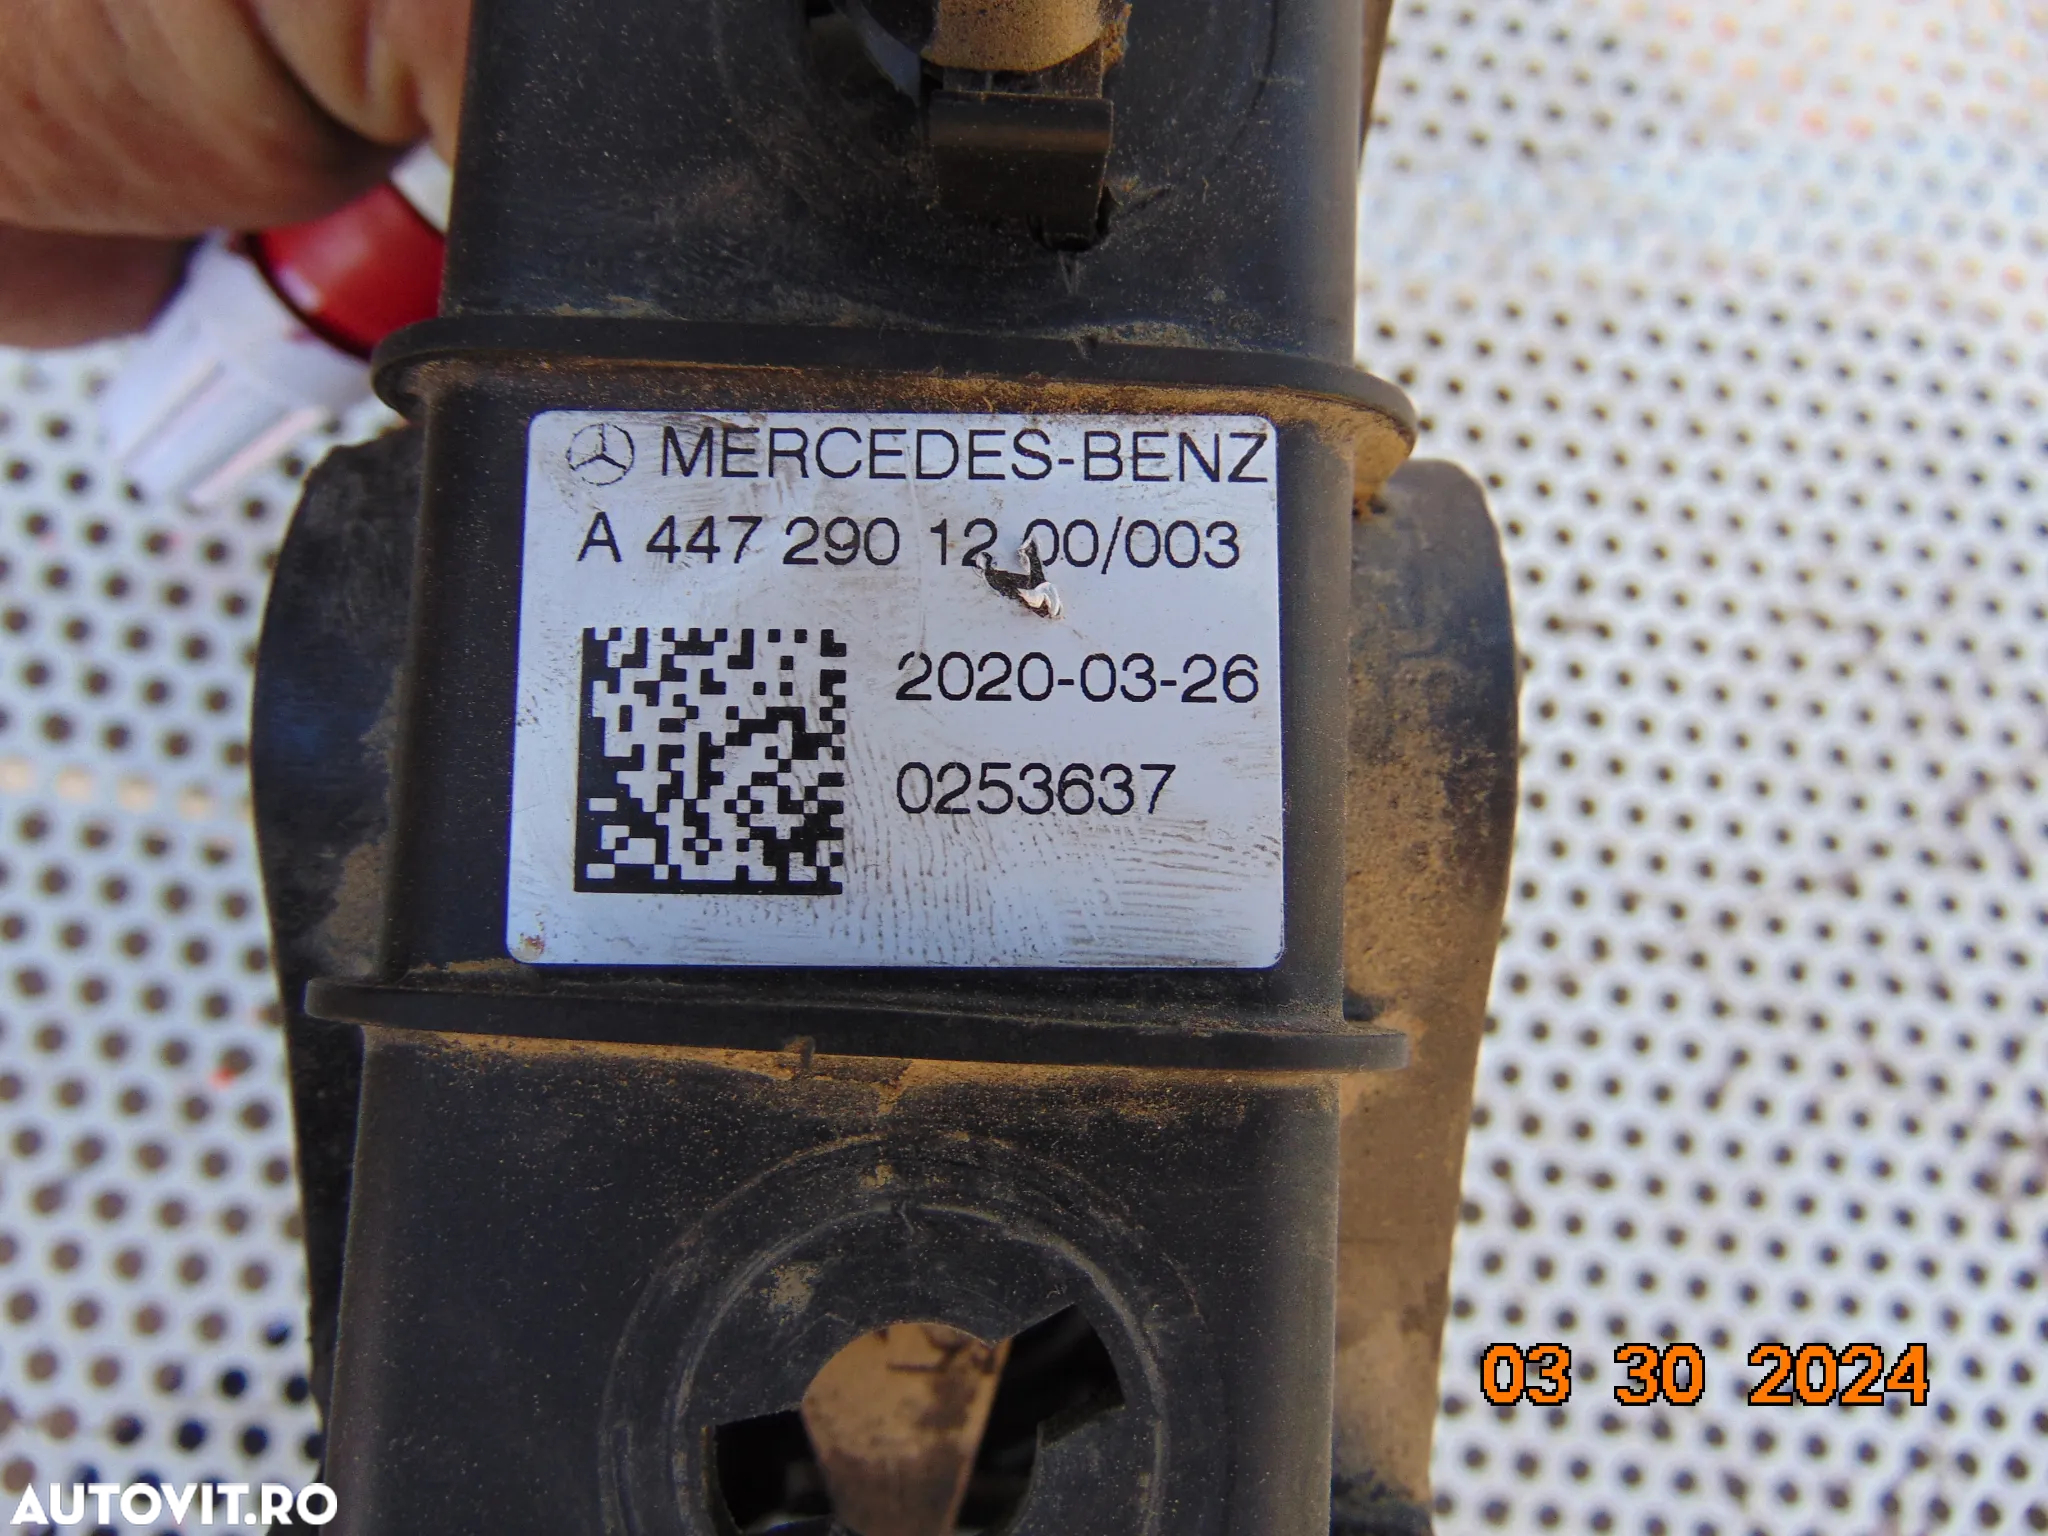 MERCEDES-BENZ
A 447 290 12 00/003
2020-03-26
0253637
03 30 2024
AUTOVIT.RO